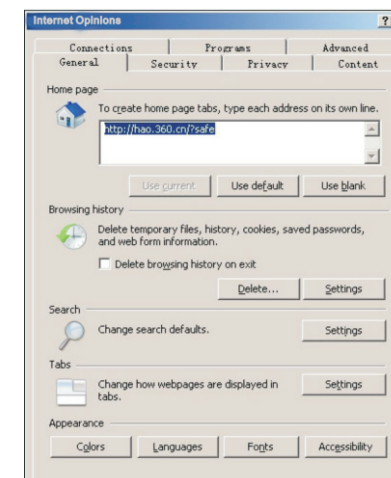 Internet Opinions ?
Connections Programs Advanced
General Security Privacy Content
Home page
To create home page tabs, type each address on its own line.
http://hao.360.cn/?safe
Use current Use default Use blank
Browsing history
Delete temporary files, history, cookies, saved passwords,
and web form information.
Delete browsing history on exit
Delete... Settings
Search
Change search defaults. Settings
Tabs
Change how webpages are displayed in Settings
tabs.
Appearance
Colors Languages Fonts Accessibility